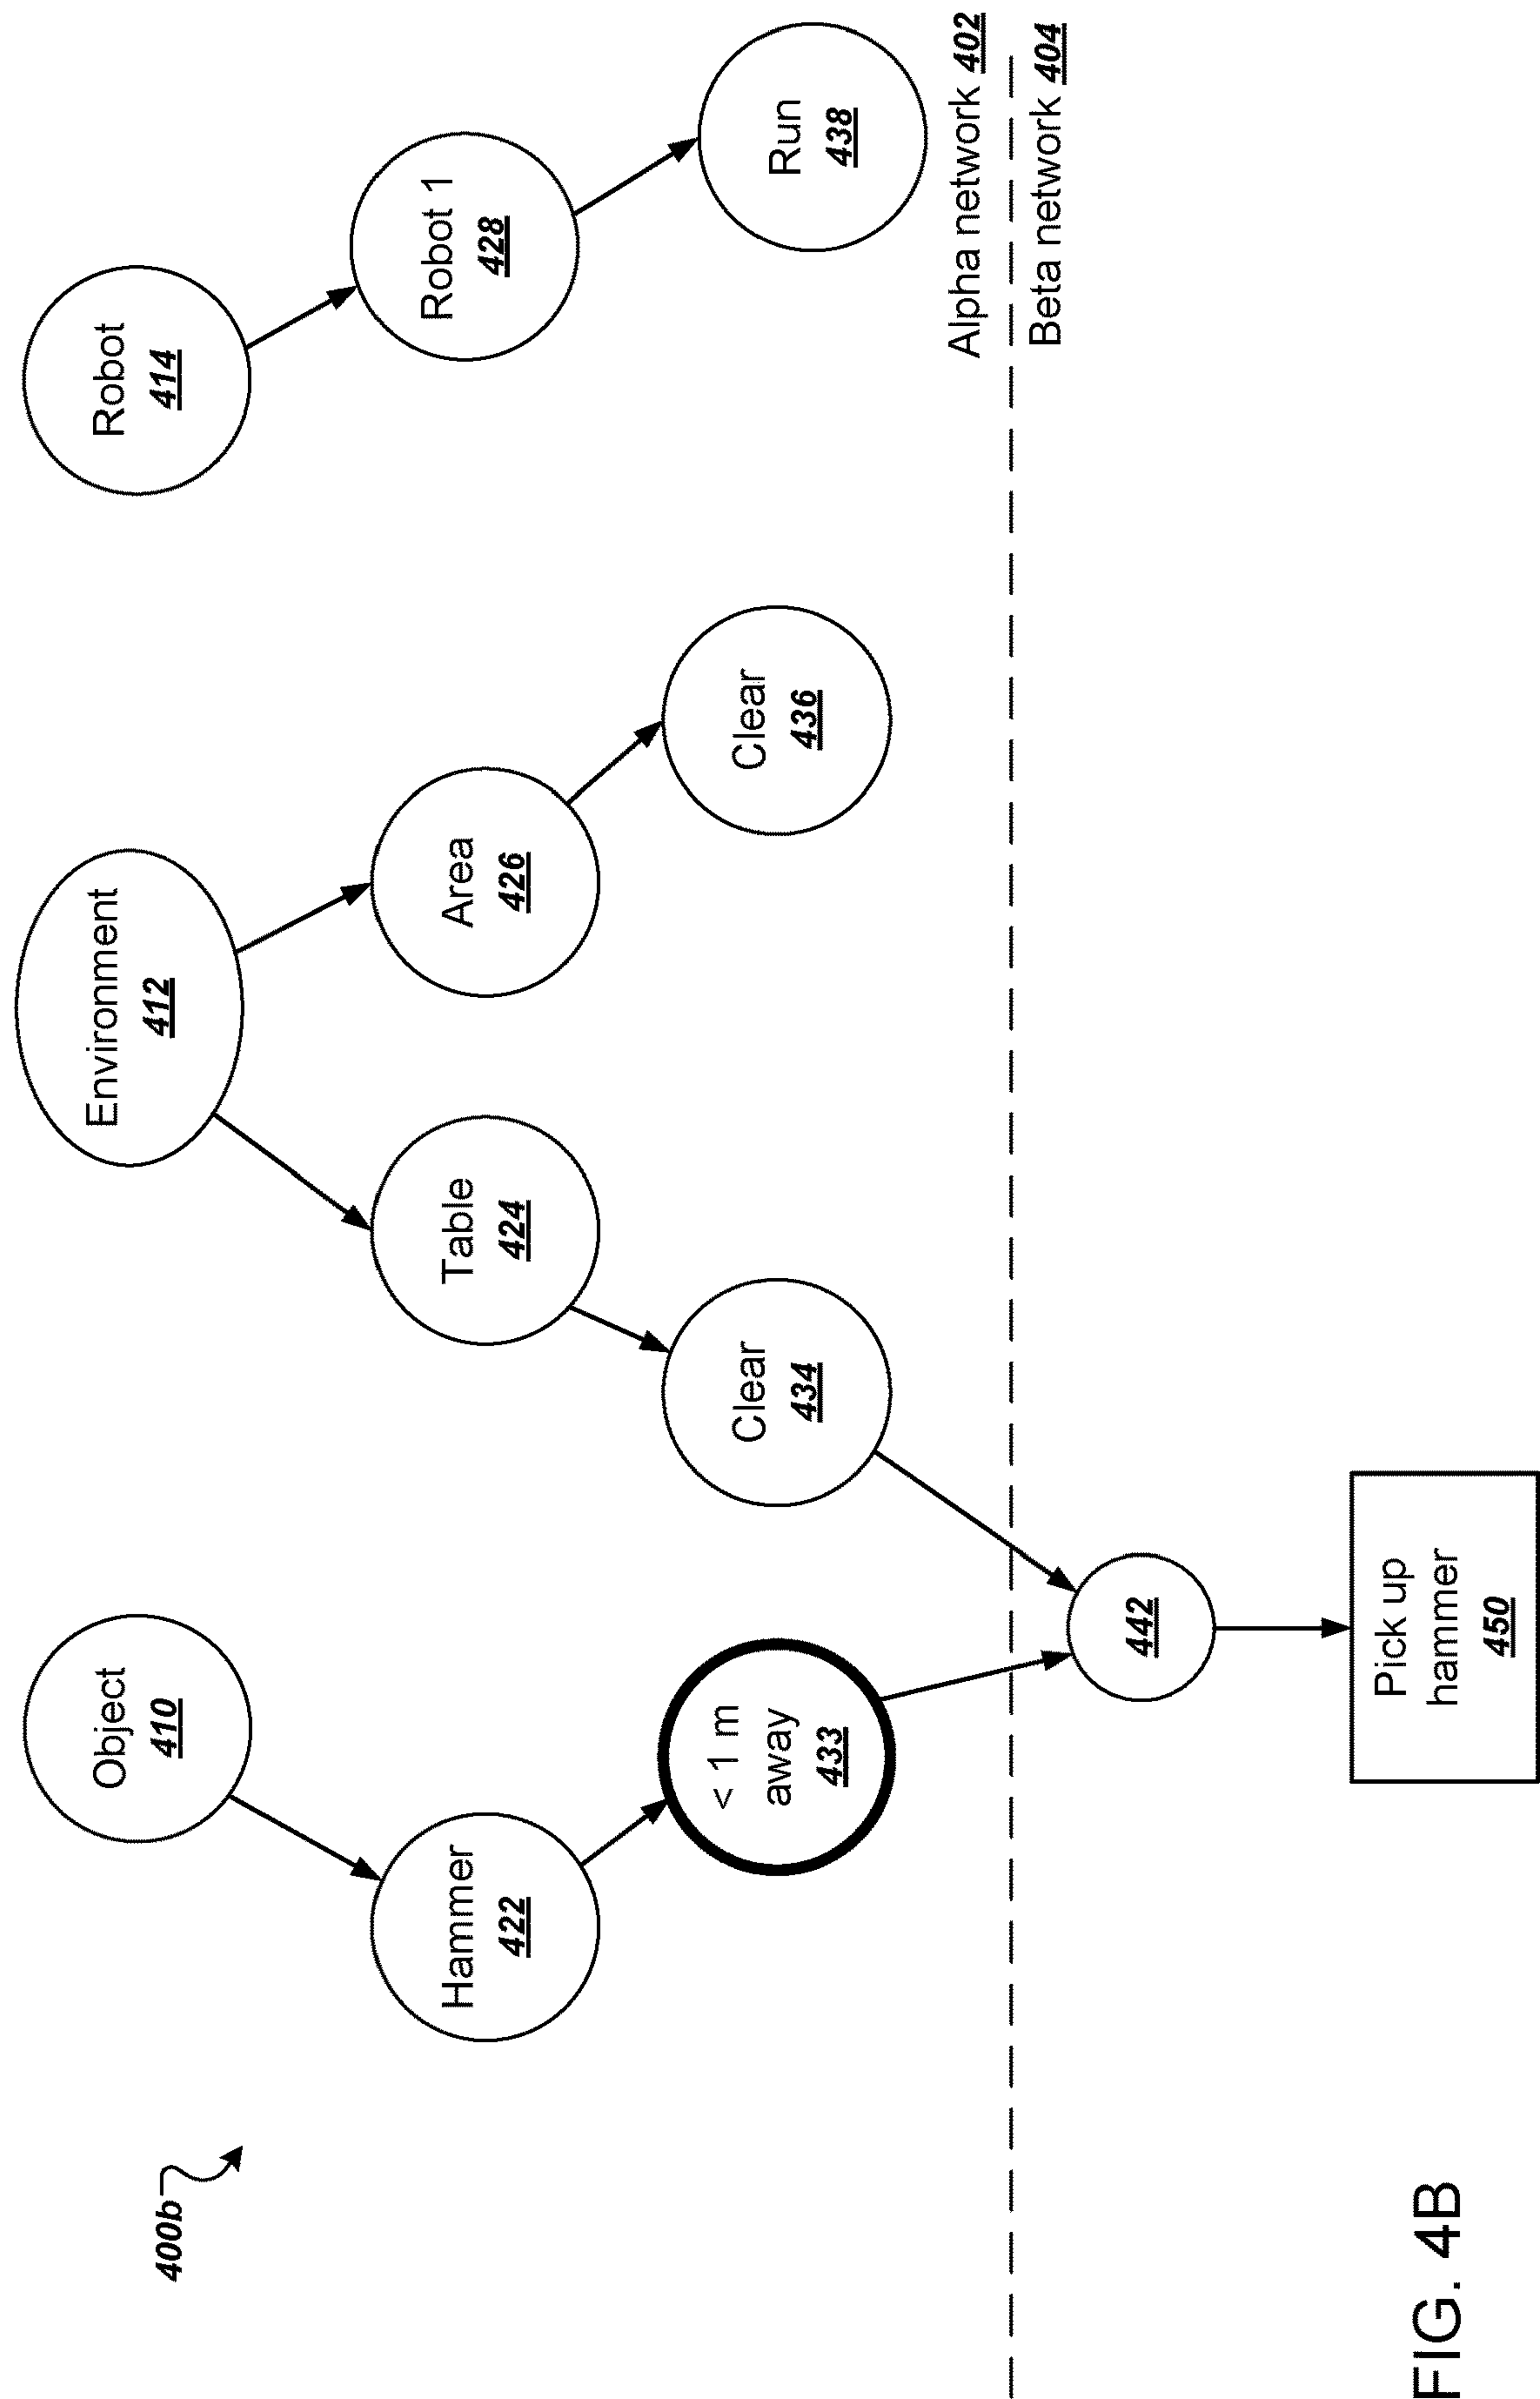 400b
Object
410
Environment
412
Robot
414
Hammer
422
Table
424
Area
426
Robot 1
428
< 1 m
away
433
Clear
434
Clear
436
Run
438
Alpha network 402
Beta network 404
442
Pick up
hammer
450
FIG. 4B